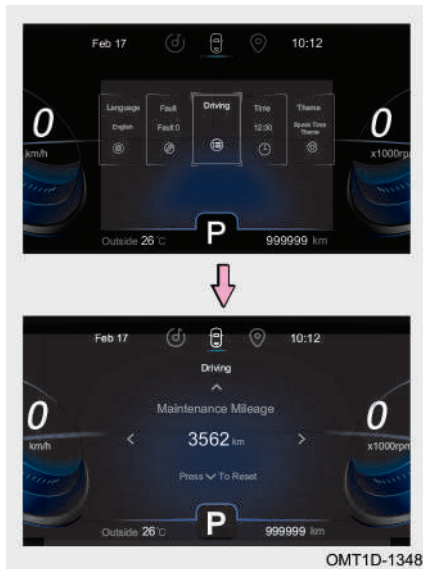 Feb 17 10:12
Language Fault Driving Time Theme
English Fault 0 12:30
Theme
0 0
km/h x1000rpm
P
Outside 26 °C 999999 km
Feb 17 10:12
Driving
Maintenance Mileage
0 3562 km 0
km/h x1000rpm
Press To Reset
P
Outside 26 °C 999999 km
OMT1D-1348